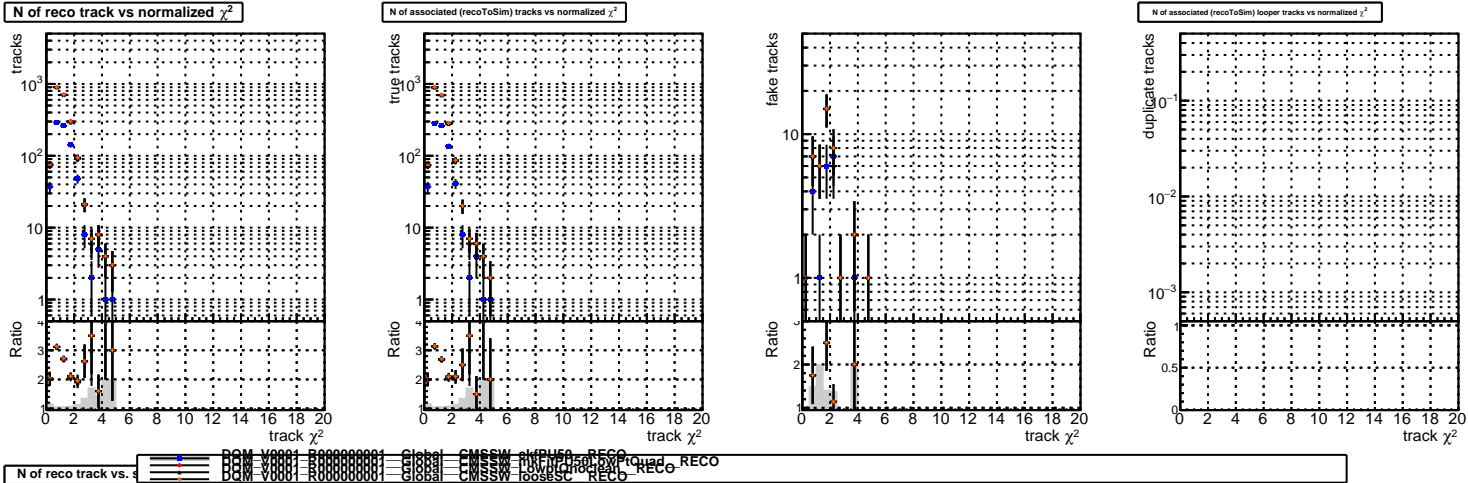 N of reco track vs normalized χ²
N of associated (recoToSim) tracks vs normalized χ²
N of associated (recoToSim) looper tracks vs normalized χ²
tracks
10³
10²
10
1
Ratio
4
3
2
1
0 2 4 6 8 10 12 14 16 18 20
track χ²
true tracks
10³
10²
10
1
Ratio
4
3
2
1
0 2 4 6 8 10 12 14 16 18 20
track χ²
fake tracks
10
1
Ratio
3
2
1
0 2 4 6 8 10 12 14 16 18 20
track χ²
duplicate tracks
10⁻¹
10⁻²
10⁻³
Ratio
1
0.5
0
0 2 4 6 8 10 12 14 16 18 20
track χ²
N of reco track vs. s
DQM_V0001_R000000001__Global__CMSSW_ckfPU50__RECO
DQM_V0001_R000000001__Global__CMSSW_mkFitPU50LowPtQuad__RECO
DQM_V0001_R000000001__Global__CMSSW_LowptQnoclean__RECO
DQM_V0001_R000000001__Global__CMSSW_looseSC__RECO